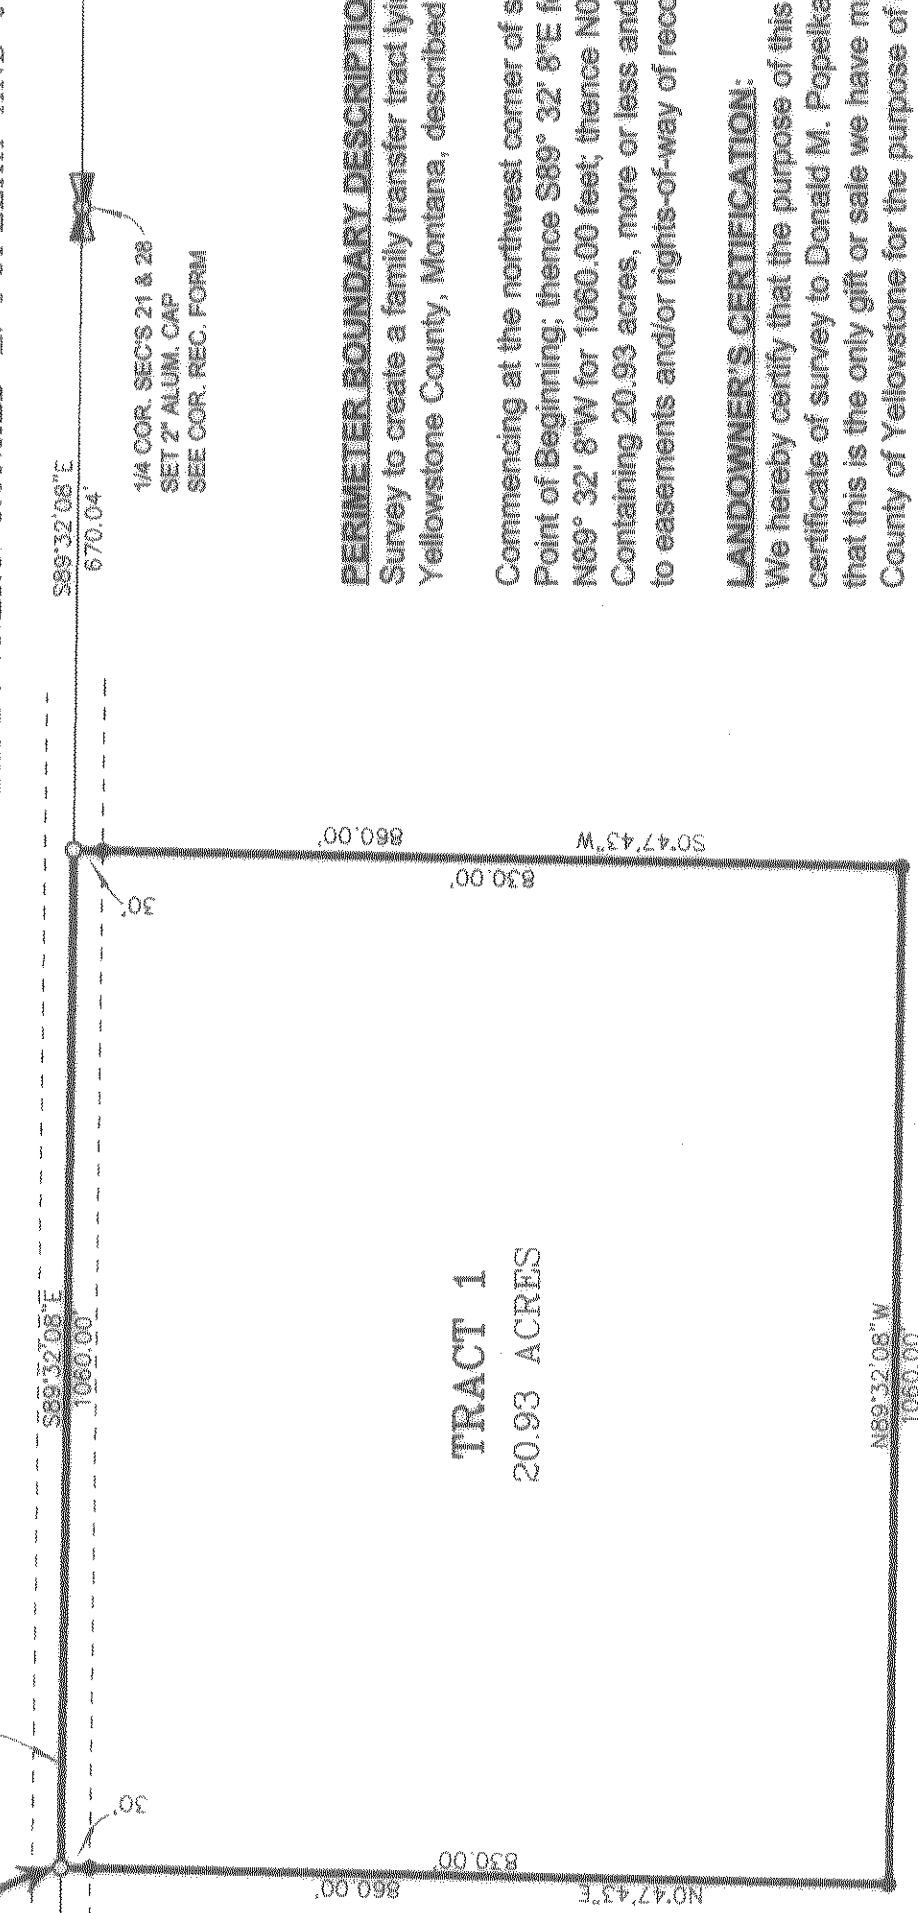 S89°32'08"E
1060.00'
30'
30'
860.00'
830.00'
N0°47'43"E
TRACT 1
20.93 ACRES
860.00'
830.00'
S0°47'43"W
N89°32'08"W
1060.00'
S89°32'08"E
670.04'
1/4 COR. SEC'S 21 & 28
SET 2" ALUM. CAP
SEE COR. REC. FORM
PERIMETER BOUNDARY DESCRIPTIO
Survey to create a family transfer tract lyi
Yellowstone County, Montana, described
Commencing at the northwest corner of s
Point of Beginning; thence S89° 32' 8"E f
N89° 32' 8"W for 1060.00 feet; thence N0
Containing 20.93 acres, more or less and
to easements and/or rights-of-way of reco
LANDOWNER'S CERTIFICATION:
We hereby certify that the purpose of this
certificate of survey to Donald M. Popelka
that this is the only gift or sale we have m
County of Yellowstone for the purpose of